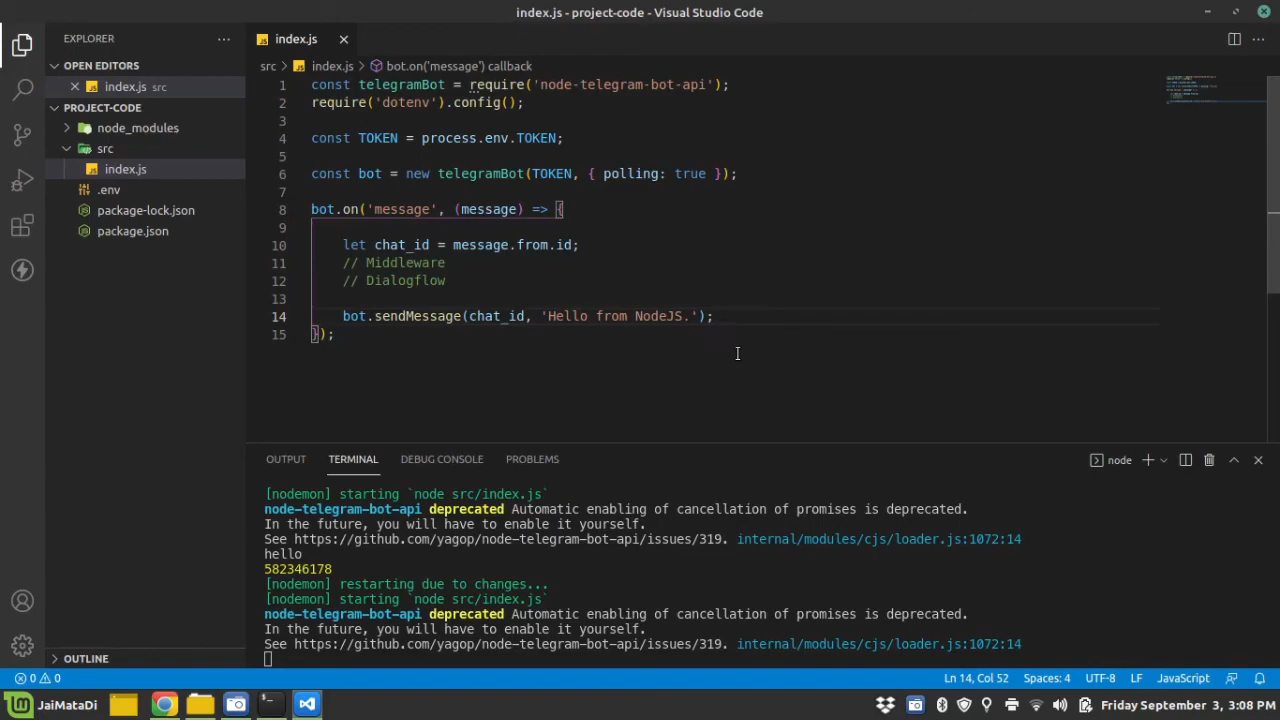 index.js - project-code - Visual Studio Code
EXPLORER
OPEN EDITORS
index.js src
PROJECT-CODE
node_modules
src
index.js
.env
package-lock.json
package.json
OUTLINE
index.js
src > index.js > bot.on('message') callback
1 const telegramBot = require('node-telegram-bot-api');
2 require('dotenv').config();
3
4 const TOKEN = process.env.TOKEN;
5
6 const bot = new telegramBot(TOKEN, { polling: true });
7
8 bot.on('message', (message) => {
9
10 let chat_id = message.from.id;
11 // Middleware
12 // Dialogflow
13
14 bot.sendMessage(chat_id, 'Hello from NodeJS.');
15 });
OUTPUT TERMINAL DEBUG CONSOLE PROBLEMS node
[nodemon] starting `node src/index.js`
node-telegram-bot-api deprecated Automatic enabling of cancellation of promises is deprecated.
In the future, you will have to enable it yourself.
See https://github.com/yagop/node-telegram-bot-api/issues/319. internal/modules/cjs/loader.js:1072:14
hello
582346178
[nodemon] restarting due to changes...
[nodemon] starting `node src/index.js`
node-telegram-bot-api deprecated Automatic enabling of cancellation of promises is deprecated.
In the future, you will have to enable it yourself.
See https://github.com/yagop/node-telegram-bot-api/issues/319. internal/modules/cjs/loader.js:1072:14
0 0 Ln 14, Col 52 Spaces: 4 UTF-8 LF JavaScript
JaiMataDi Friday September 3, 3:08 PM